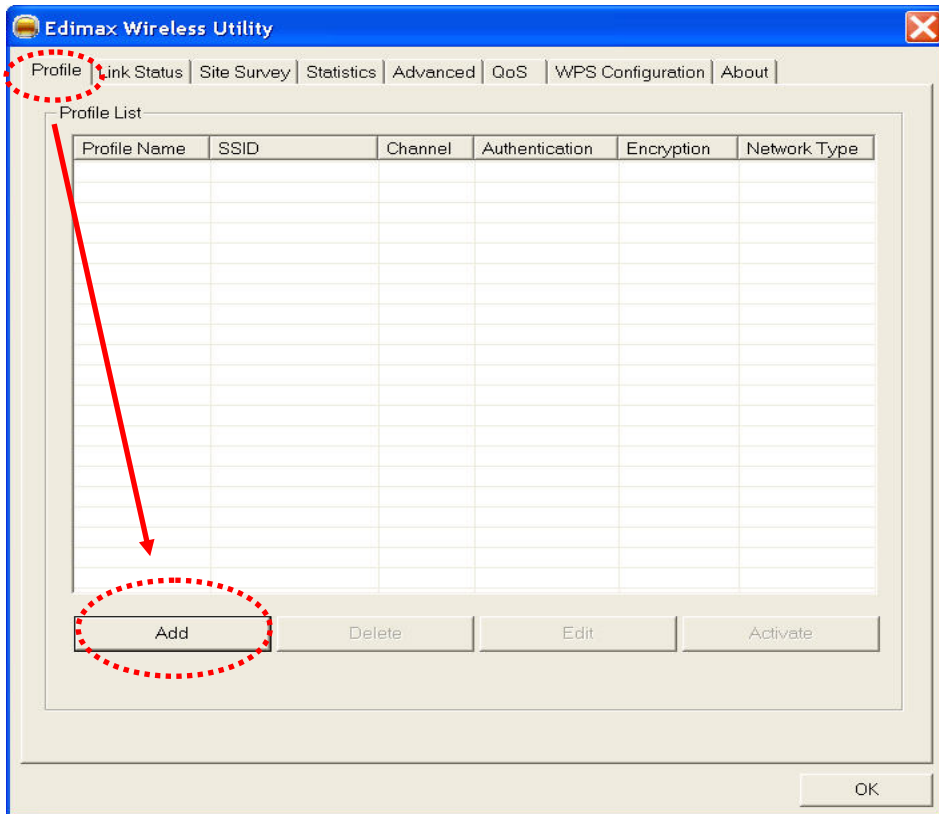 Edimax Wireless Utility
Profile Link Status Site Survey Statistics Advanced QoS WPS Configuration About
Profile List
Profile Name SSID Channel Authentication Encryption Network Type
Add Delete Edit Activate
OK